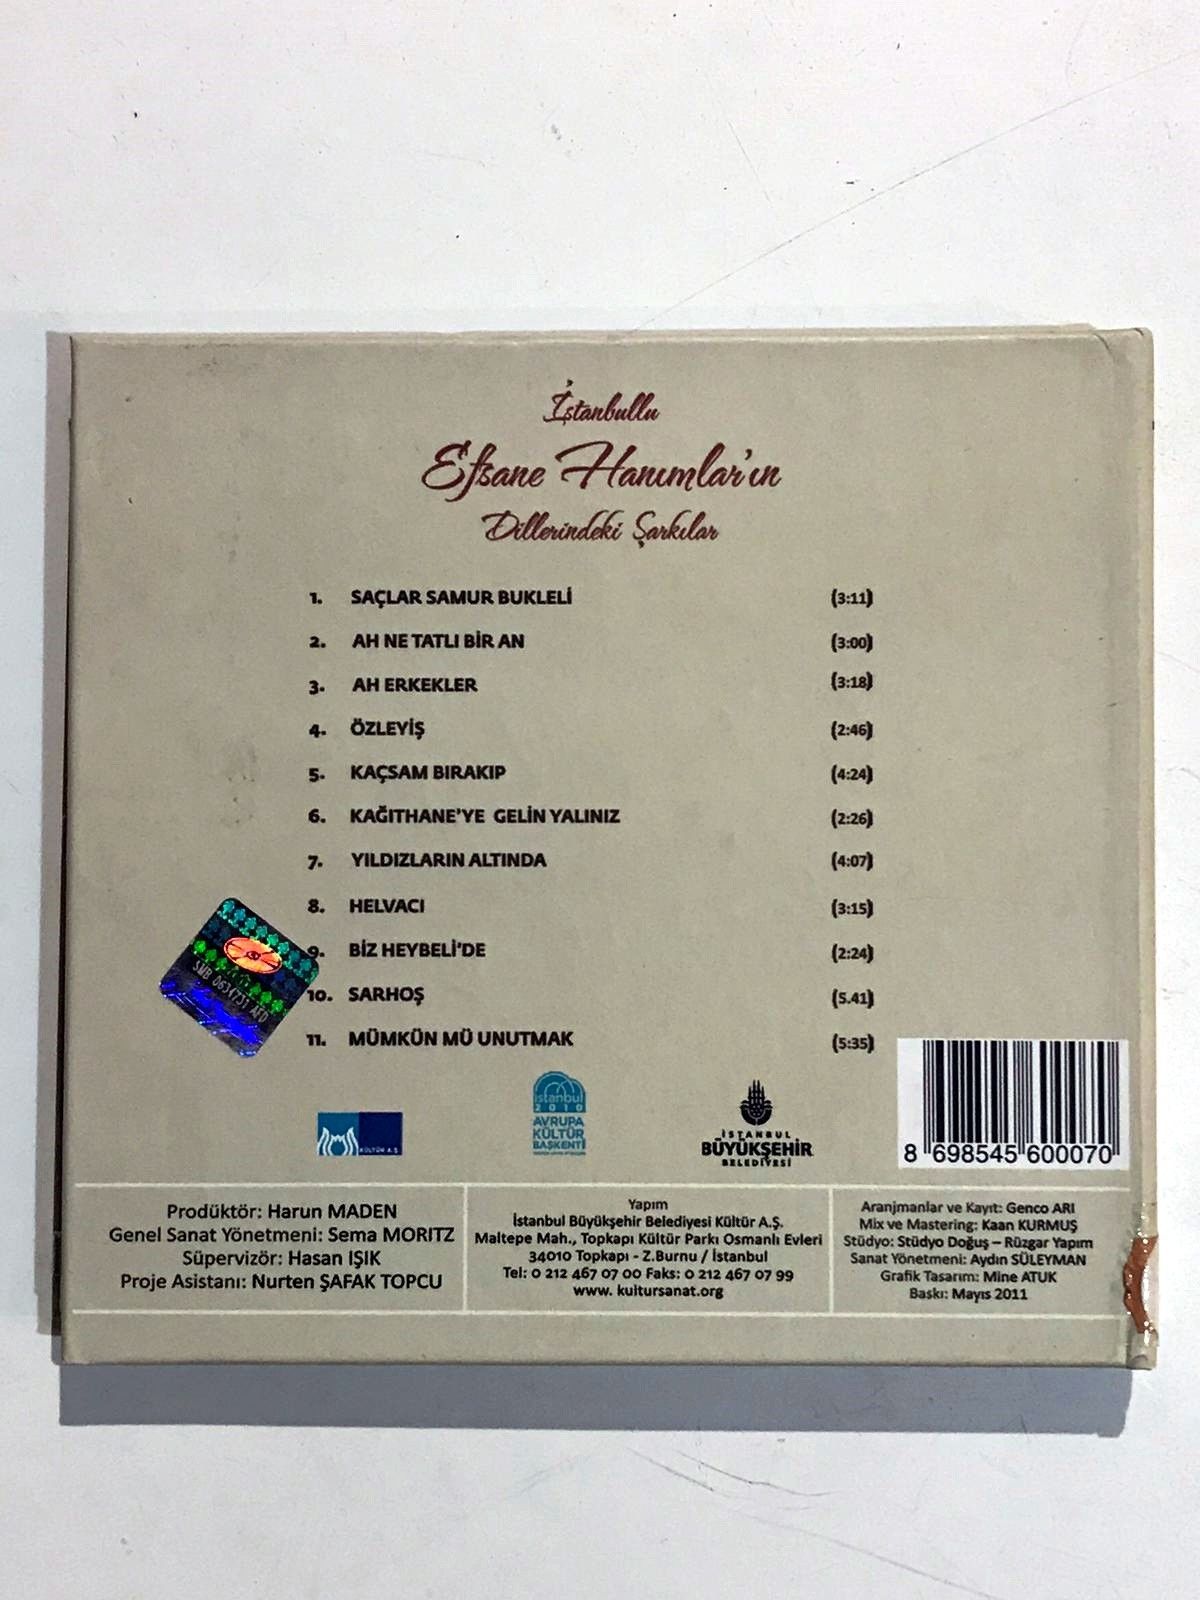 İstanbullu
Efsane Hanımlar'ın
Dillerindeki Şarkılar
1. SAÇLAR SAMUR BUKLELİ (3:11)
2. AH NE TATLI BİR AN (3:00)
3. AH ERKEKLER (3:18)
4. ÖZLEYİŞ (2:46)
5. KAÇSAM BIRAKIP (4:24)
6. KAĞITHANE'YE GELİN YALINIZ (2:26)
7. YILDIZLARIN ALTINDA (4:07)
8. HELVACI (3:15)
9. BİZ HEYBELİ'DE (2:24)
10. SARHOŞ (5.41)
11. MÜMKÜN MÜ UNUTMAK (5:35)
SMB 0634731 AFD
KÜLTÜR A.Ş.
istanbul
2010
AVRUPA
KÜLTÜR
BAŞKENTİ
İSTANBUL
BÜYÜKŞEHİR
BELEDİYESİ
8 698545 600070
Prodüktör: Harun MADEN
Genel Sanat Yönetmeni: Sema MORITZ
Süpervizör: Hasan IŞIK
Proje Asistanı: Nurten ŞAFAK TOPCU
Yapım
İstanbul Büyükşehir Belediyesi Kültür A.Ş.
Maltepe Mah., Topkapı Kültür Parkı Osmanlı Evleri
34010 Topkapı - Z.Burnu / İstanbul
Tel: 0 212 467 07 00 Faks: 0 212 467 07 99
www. kultursanat.org
Aranjmanlar ve Kayıt: Genco ARI
Mix ve Mastering: Kaan KURMUŞ
Stüdyo: Stüdyo Doğuş – Rüzgar Yapım
Sanat Yönetmeni: Aydın SÜLEYMAN
Grafik Tasarım: Mine ATUK
Baskı: Mayıs 2011